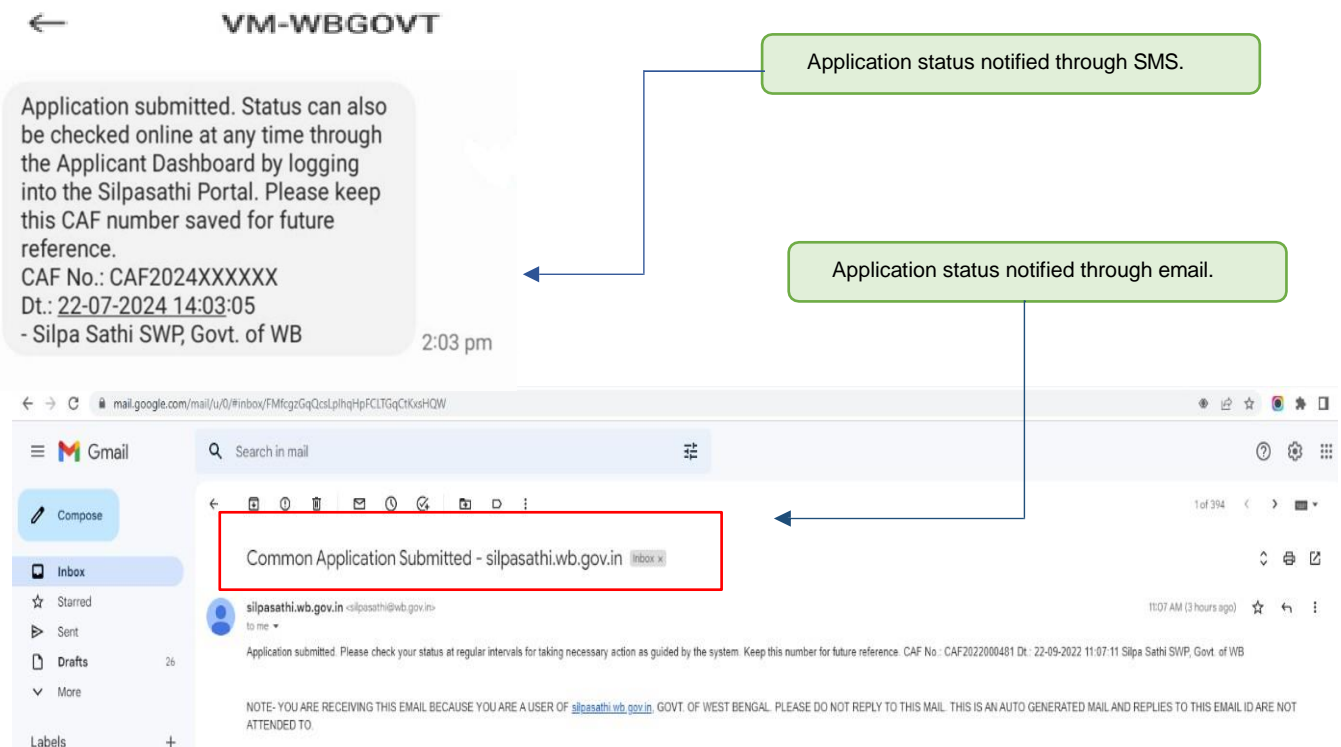 VM-WBGOVT
Application status notified through SMS.
Application submitted. Status can also
be checked online at any time through
the Applicant Dashboard by logging
into the Silpasathi Portal. Please keep
this CAF number saved for future
reference.
CAF No.: CAF2024XXXXXX
Dt.: 22-07-2024 14:03:05
- Silpa Sathi SWP, Govt. of WB
2:03 pm
Application status notified through email.
mail.google.com/mail/u/0/#inbox/FMfcgzGqQcsLpIhqHpFCLTGqCtKxsHQW
Gmail
Search in mail
Compose
1 of 394
Common Application Submitted - silpasathi.wb.gov.in Inbox x
Inbox
Starred
silpasathi.wb.gov.in <silpasathi@wb.gov.in>
11:07 AM (3 hours ago)
to me
Sent
Application submitted. Please check your status at regular intervals for taking necessary action as guided by the system. Keep this number for future reference. CAF No.: CAF2022000481 Dt.: 22-09-2022 11:07:11 Silpa Sathi SWP, Govt. of WB
Drafts 26
More
NOTE- YOU ARE RECEIVING THIS EMAIL BECAUSE YOU ARE A USER OF silpasathi.wb.gov.in, GOVT. OF WEST BENGAL. PLEASE DO NOT REPLY TO THIS MAIL. THIS IS AN AUTO GENERATED MAIL AND REPLIES TO THIS EMAIL ID ARE NOT
ATTENDED TO.
Labels +